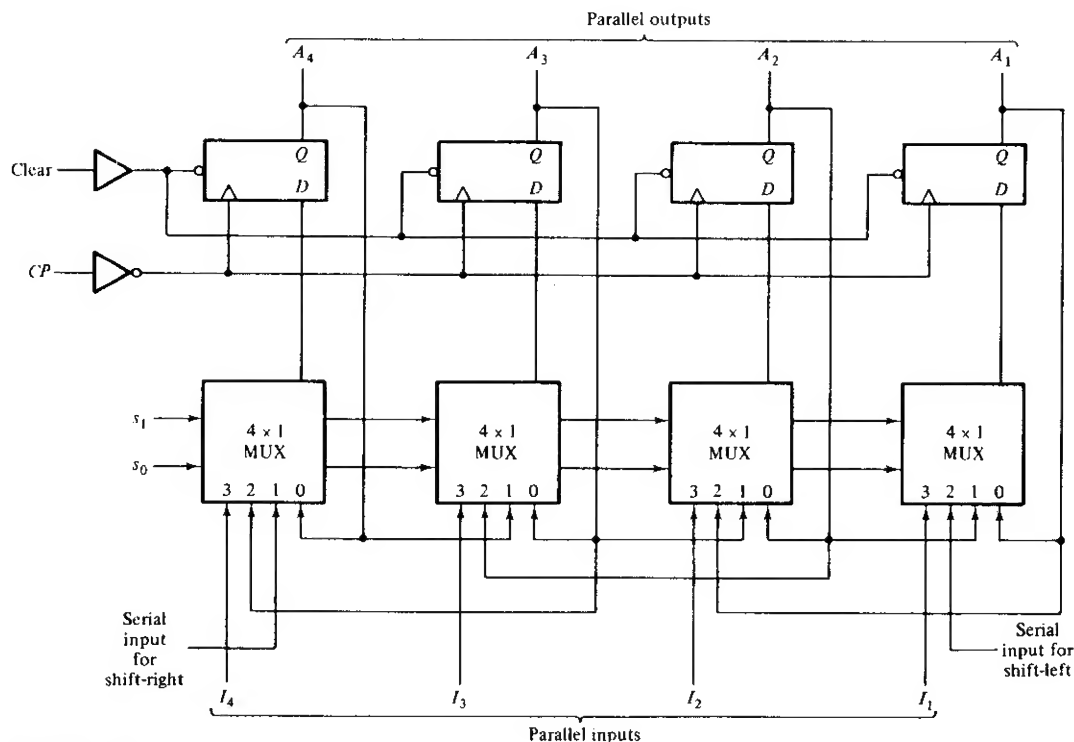 Parallel outputs
A4 A3 A2 A1
Clear
Q Q Q Q
D D D D
CP
s1
s0
4 × 1 4 × 1 4 × 1 4 × 1
MUX MUX MUX MUX
3 2 1 0 3 2 1 0 3 2 1 0 3 2 1 0
Serial
input
for
shift-right
Serial
input for
shift-left
I4 I3 I2 I1
Parallel inputs